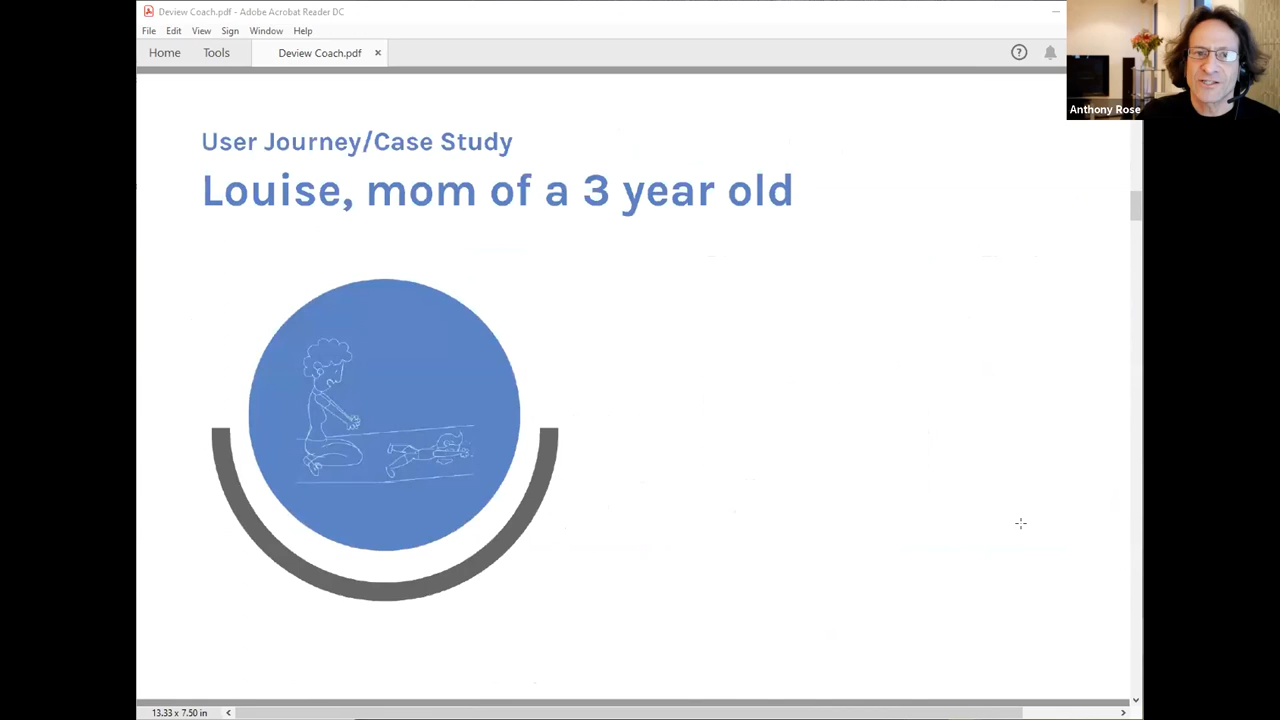 Deview Coach.pdf - Adobe Acrobat Reader DC
File Edit View Sign Window Help
Home Tools Deview Coach.pdf ×
Anthony Rose
User Journey/Case Study
Louise, mom of a 3 year old
13.33 x 7.50 in